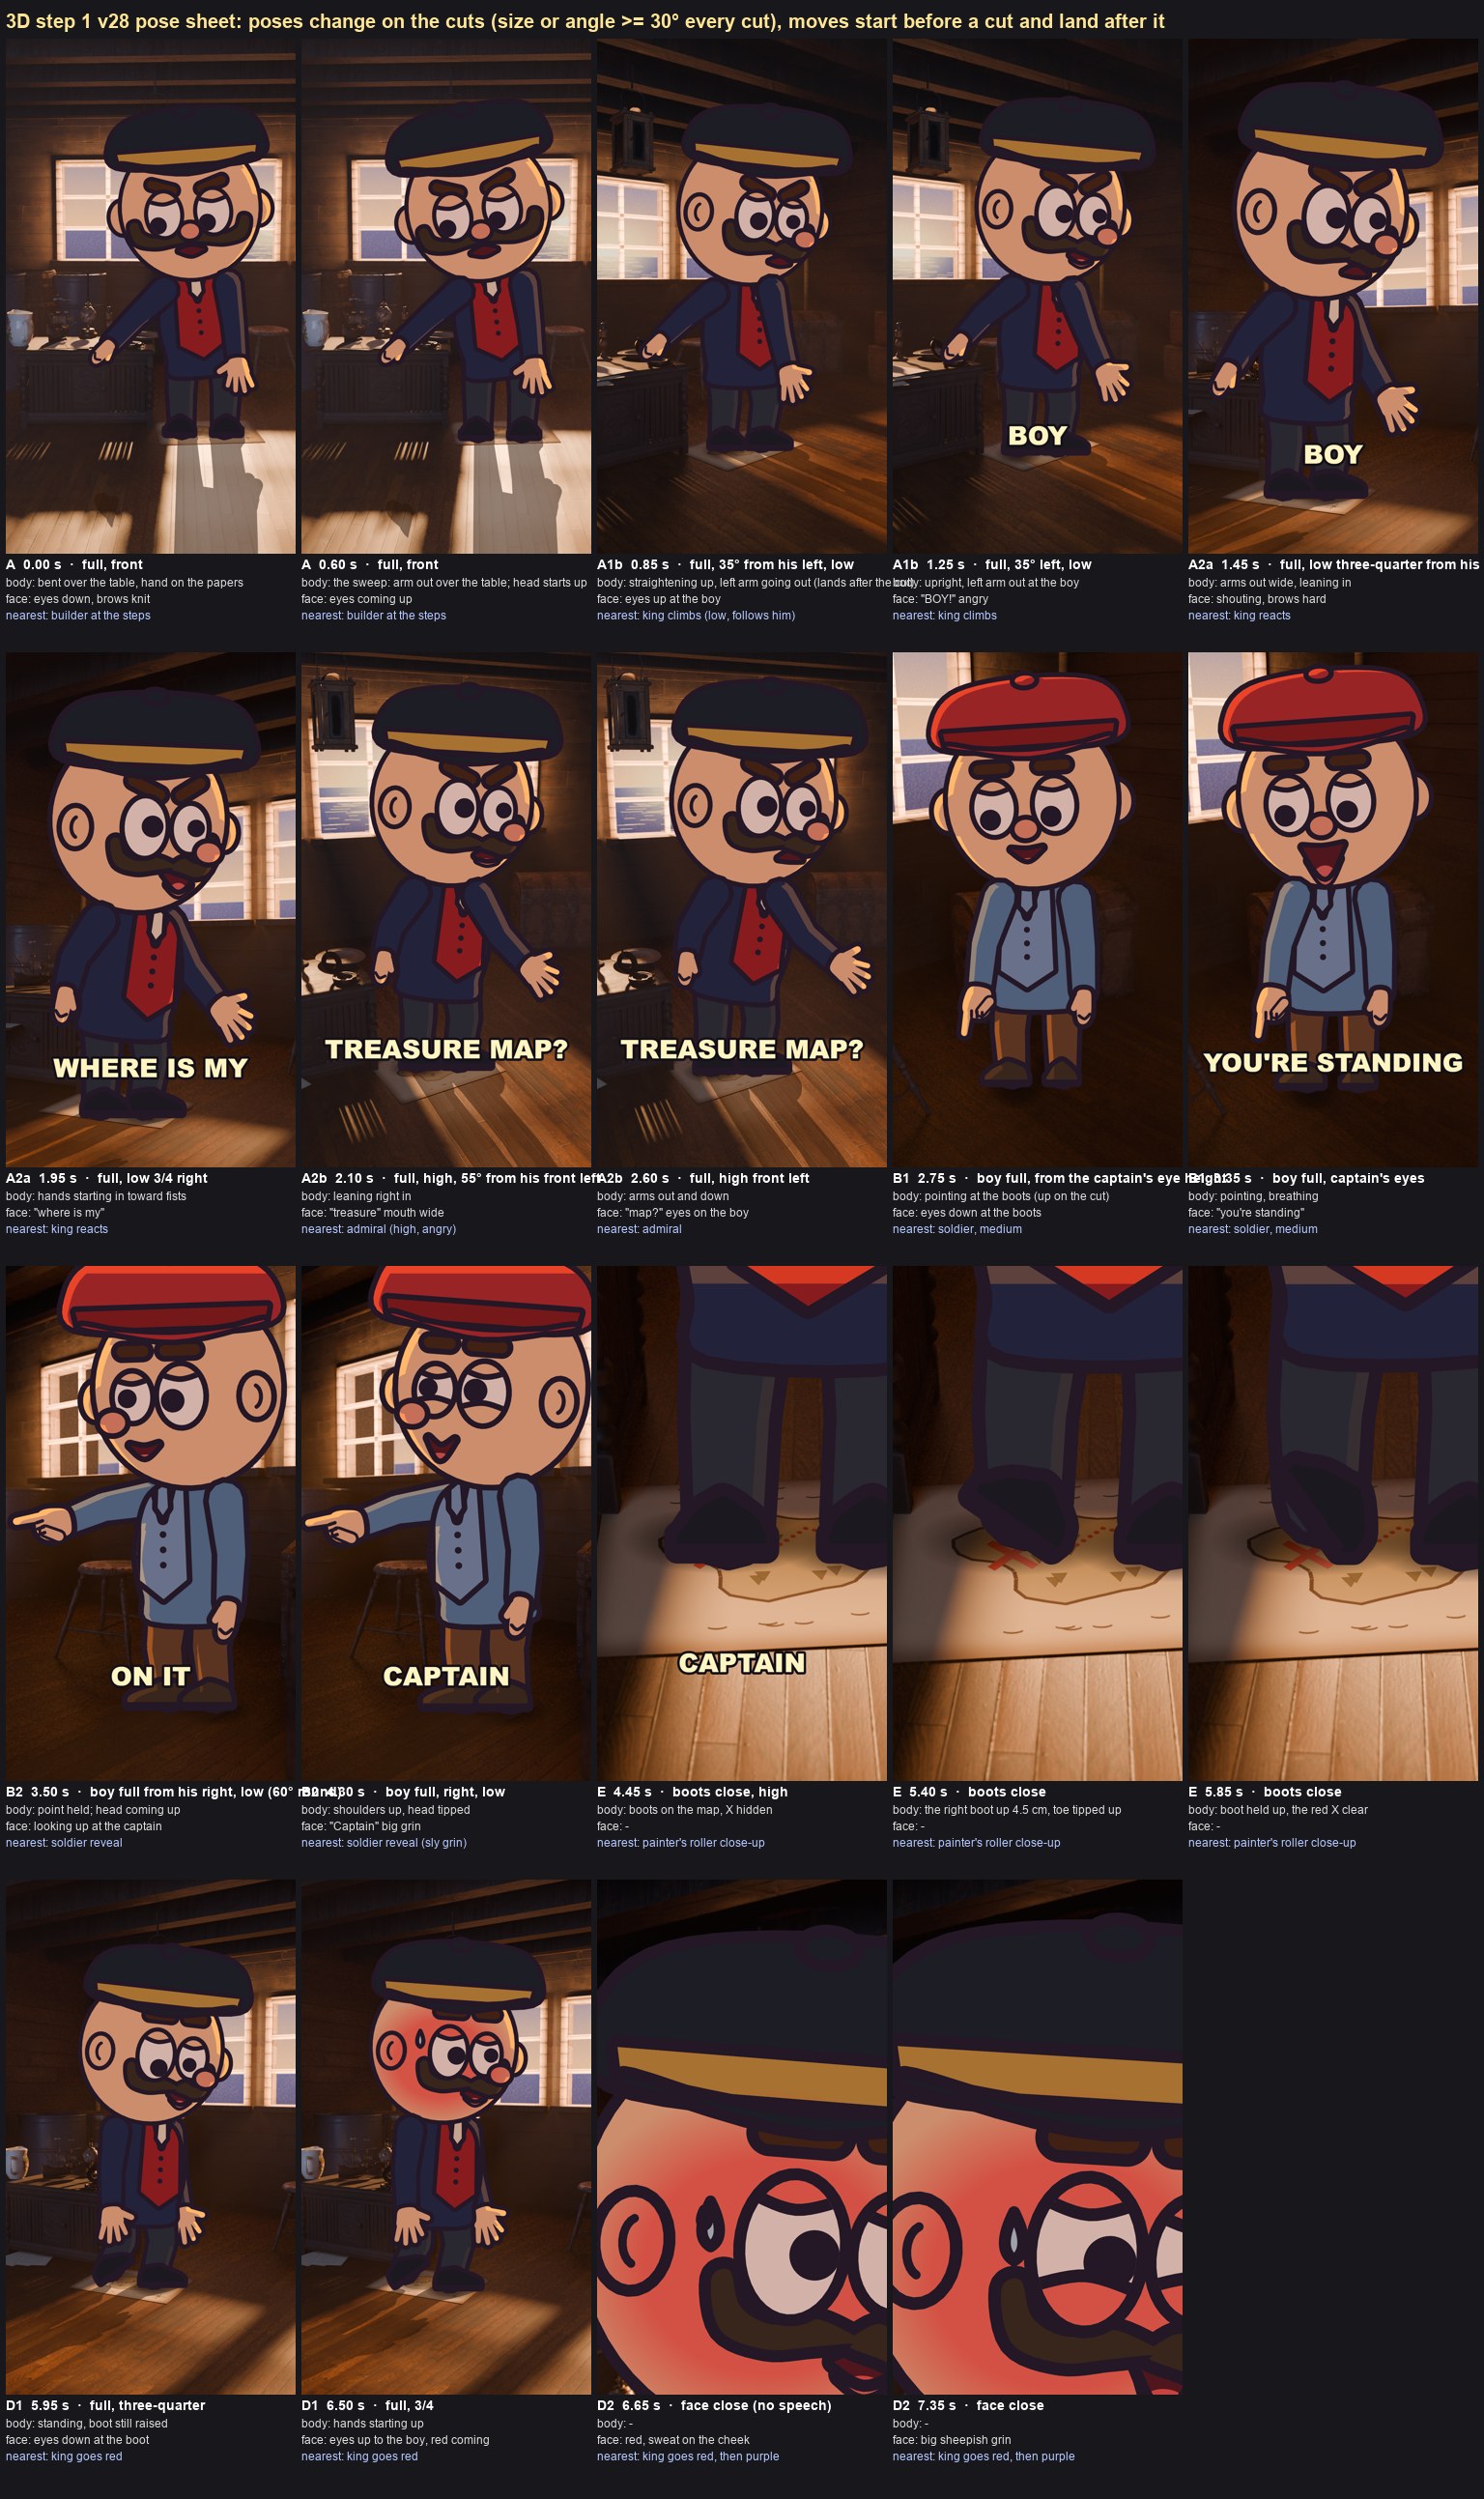 3D step 1 v28 pose sheet: poses change on the cuts (size or angle >= 30° every cut), moves start before a cut and land after it
BOY
BOY
A 0.00 s · full, front
body: bent over the table, hand on the papers
face: eyes down, brows knit
nearest: builder at the steps
A 0.60 s · full, front
body: the sweep: arm out over the table; head starts up
face: eyes coming up
nearest: builder at the steps
A1b 0.85 s · full, 35° from his left, low
body: straightening up, left arm going out (lands after the cut)
face: eyes up at the boy
nearest: king climbs (low, follows him)
A1b 1.25 s · full, 35° left, low
body: upright, left arm out at the boy
face: "BOY!" angry
nearest: king climbs
A2a 1.45 s · full, low three-quarter from his
body: arms out wide, leaning in
face: shouting, brows hard
nearest: king reacts
WHERE IS MY
TREASURE MAP?
TREASURE MAP?
YOU'RE STANDING
A2a 1.95 s · full, low 3/4 right
body: hands starting in toward fists
face: "where is my"
nearest: king reacts
A2b 2.10 s · full, high, 55° from his front left
body: leaning right in
face: "treasure" mouth wide
nearest: admiral (high, angry)
A2b 2.60 s · full, high front left
body: arms out and down
face: "map?" eyes on the boy
nearest: admiral
B1 2.75 s · boy full, from the captain's eye height
body: pointing at the boots (up on the cut)
face: eyes down at the boots
nearest: soldier, medium
B1 3.35 s · boy full, captain's eyes
body: pointing, breathing
face: "you're standing"
nearest: soldier, medium
ON IT
CAPTAIN
CAPTAIN
B2 3.50 s · boy full from his right, low (60° round)
body: point held; head coming up
face: looking up at the captain
nearest: soldier reveal
B2 4.30 s · boy full, right, low
body: shoulders up, head tipped
face: "Captain" big grin
nearest: soldier reveal (sly grin)
E 4.45 s · boots close, high
body: boots on the map, X hidden
face: -
nearest: painter's roller close-up
E 5.40 s · boots close
body: the right boot up 4.5 cm, toe tipped up
face: -
nearest: painter's roller close-up
E 5.85 s · boots close
body: boot held up, the red X clear
face: -
nearest: painter's roller close-up
D1 5.95 s · full, three-quarter
body: standing, boot still raised
face: eyes down at the boot
nearest: king goes red
D1 6.50 s · full, 3/4
body: hands starting up
face: eyes up to the boy, red coming
nearest: king goes red
D2 6.65 s · face close (no speech)
body: -
face: red, sweat on the cheek
nearest: king goes red, then purple
D2 7.35 s · face close
body: -
face: big sheepish grin
nearest: king goes red, then purple